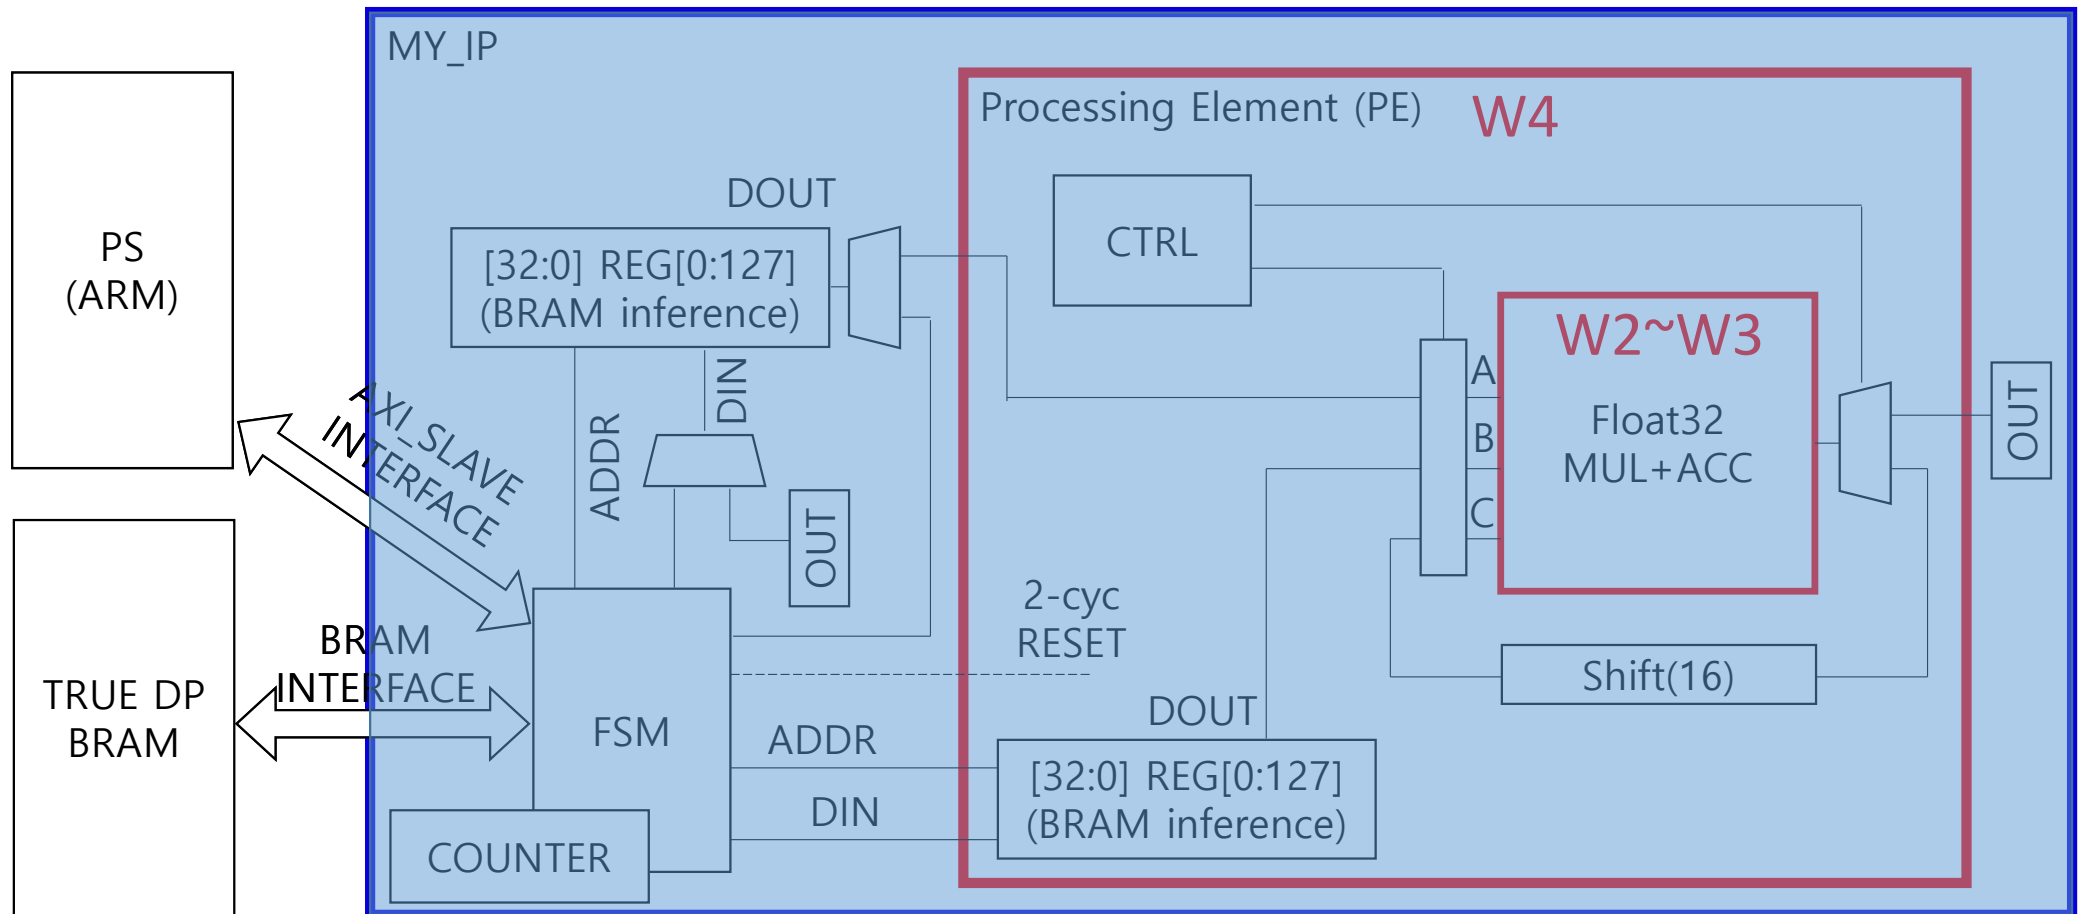 MY_IP
PS
(ARM)
TRUE DP
BRAM
AXI_SLAVE
INTERFACE
BRAM
INTERFACE
DOUT
[32:0] REG[0:127]
(BRAM inference)
ADDR
DIN
OUT
FSM
COUNTER
2-cyc
RESET
ADDR
DIN
Processing Element (PE)
W4
CTRL
A
B
C
W2~W3
Float32
MUL+ACC
OUT
Shift(16)
DOUT
[32:0] REG[0:127]
(BRAM inference)